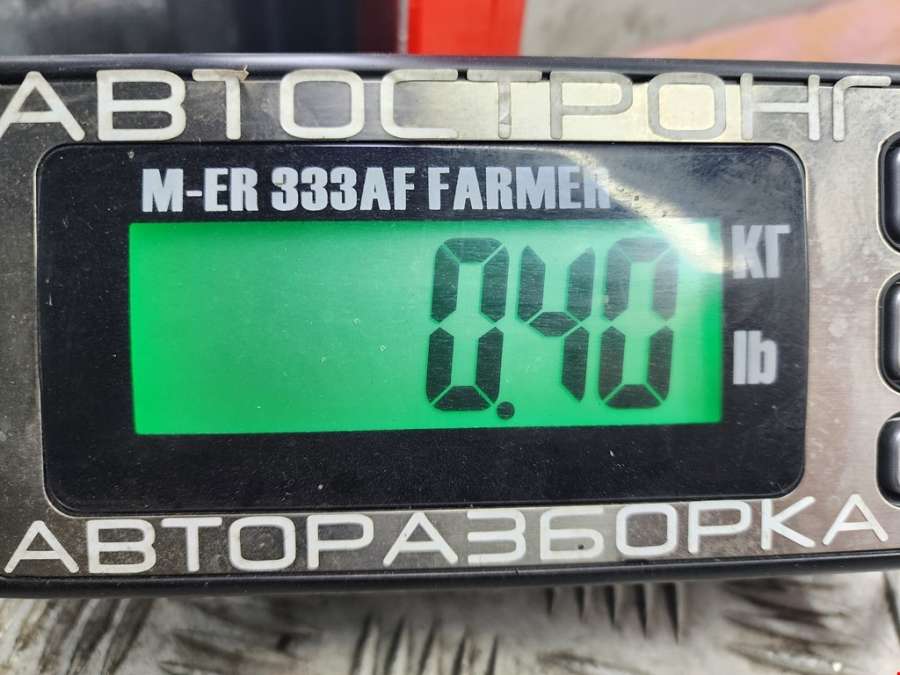 АВТОСТРОНГ
M-ER 333AF FARMER
0.40
КГ
lb
АВТОРАЗБОРКА